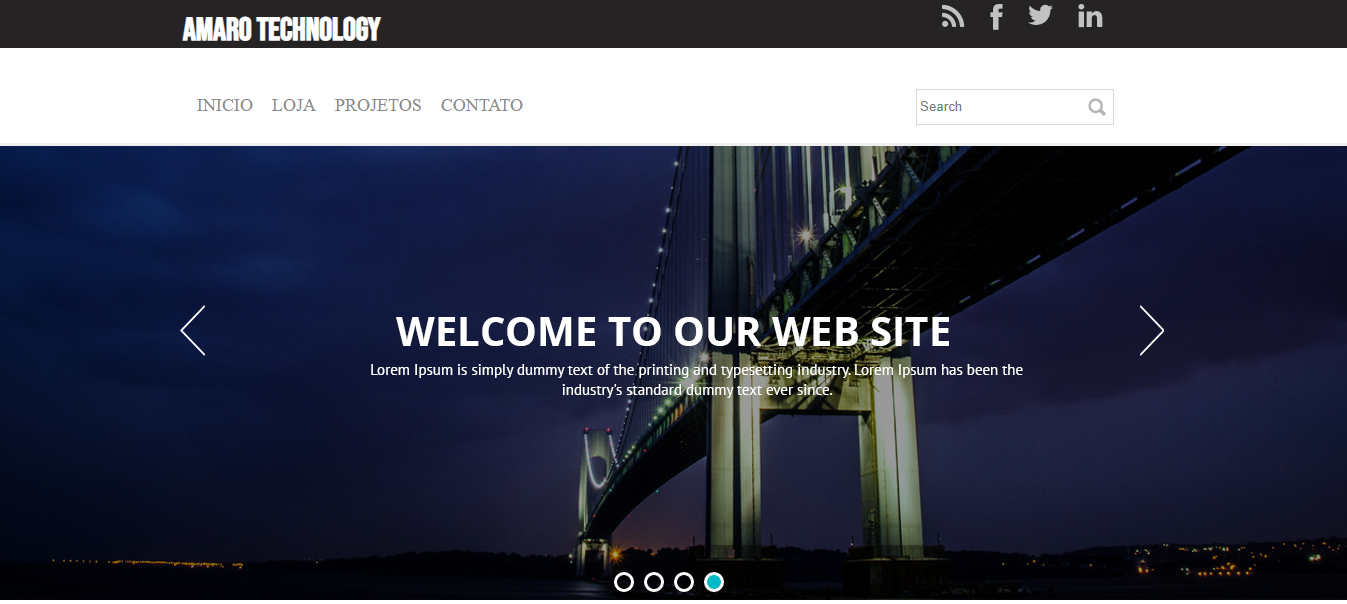 AMARO TECHNOLOGY
INICIO LOJA PROJETOS CONTATO
Search
WELCOME TO OUR WEB SITE
Lorem Ipsum is simply dummy text of the printing and typesetting industry. Lorem Ipsum has been the
industry's standard dummy text ever since.